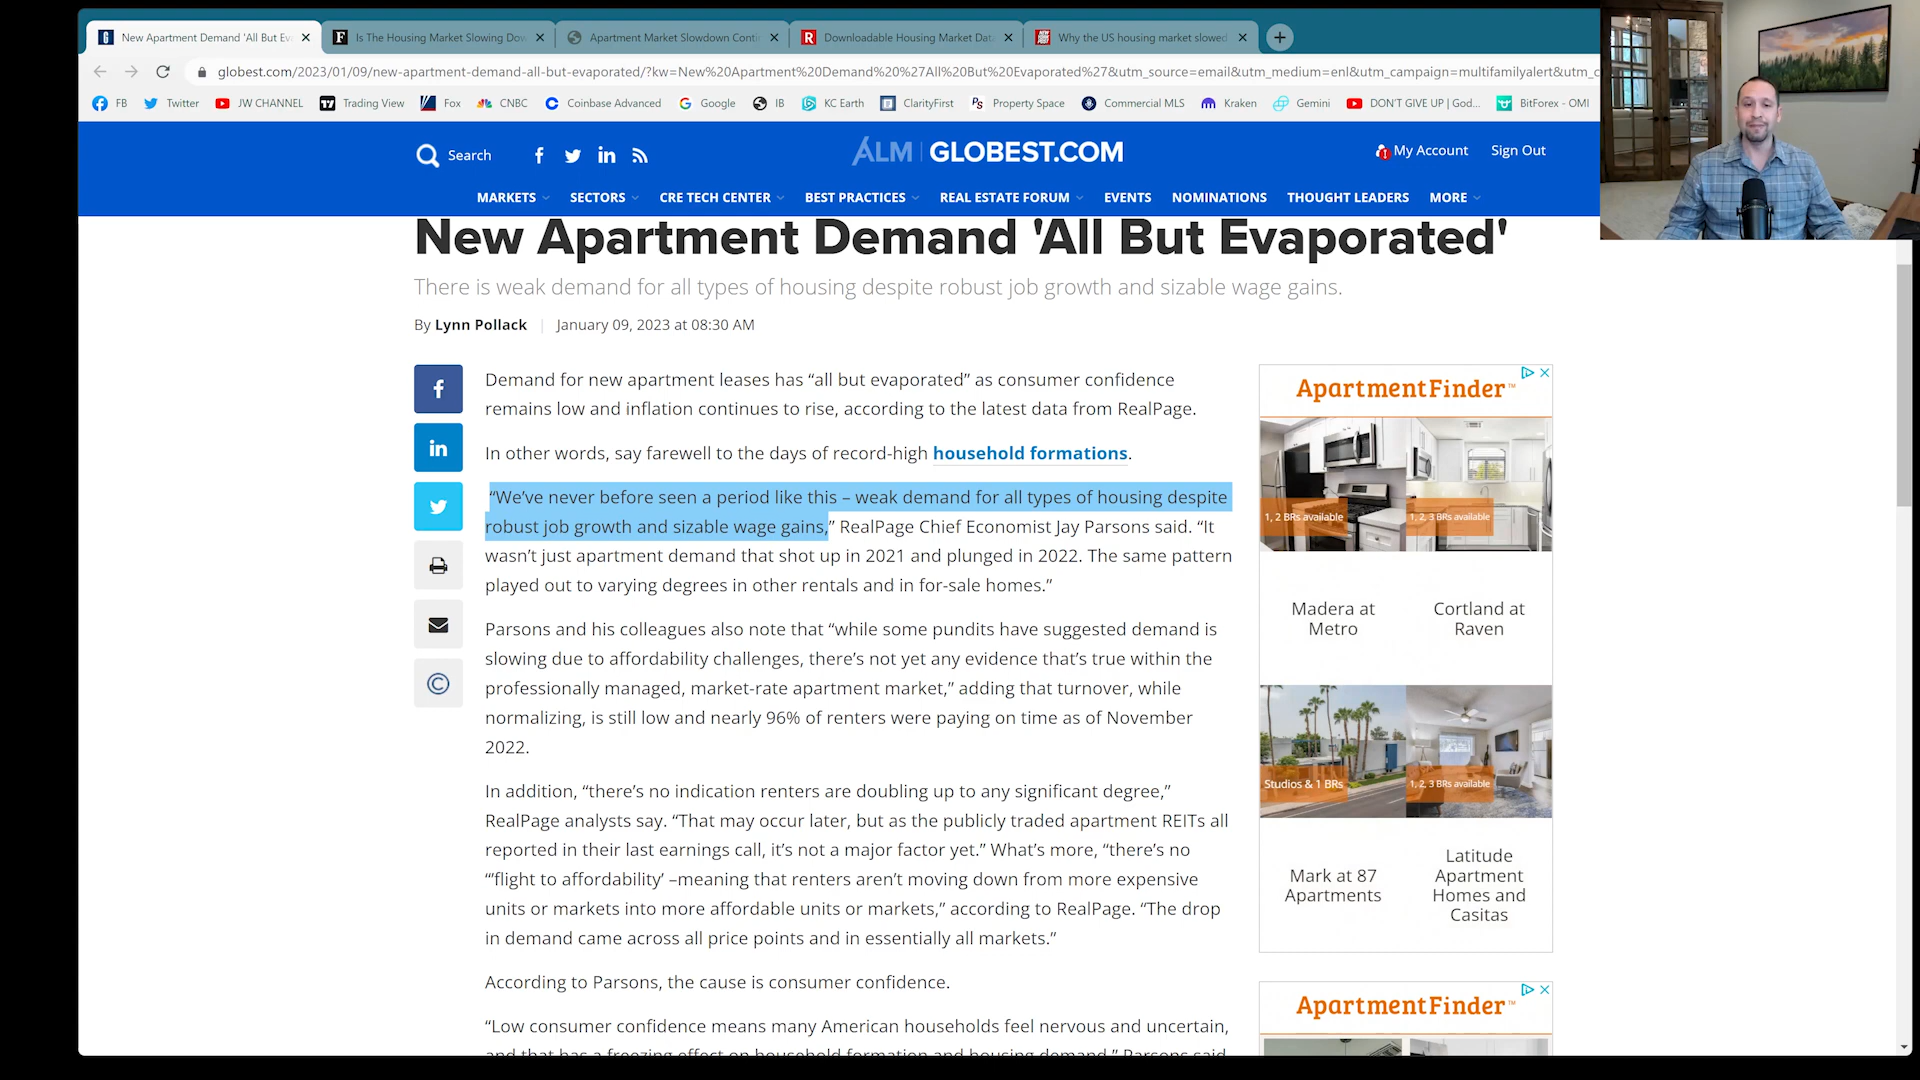 New Apartment Demand 'All But Ev
Is The Housing Market Slowing Dow
Apartment Market Slowdown Conti
Downloadable Housing Market Dat
Why the US housing market slowed
globest.com/2023/01/09/new-apartment-demand-all-but-evaporated/?kw=New%20Apartment%20Demand%20%27All%20But%20Evaporated%27&utm_source=email&utm_medium=enl&utm_campaign=multifamilyalert&utm_c
FB Twitter JW CHANNEL Trading View Fox CNBC Coinbase Advanced Google IB KC Earth ClarityFirst Property Space Commercial MLS Kraken Gemini DON'T GIVE UP | God... BitForex - OMI
Search
ALM | GLOBEST.COM
My Account Sign Out
MARKETS SECTORS CRE TECH CENTER BEST PRACTICES REAL ESTATE FORUM EVENTS NOMINATIONS THOUGHT LEADERS MORE
New Apartment Demand 'All But Evaporated'
There is weak demand for all types of housing despite robust job growth and sizable wage gains.
By Lynn Pollack | January 09, 2023 at 08:30 AM
Demand for new apartment leases has “all but evaporated” as consumer confidence
remains low and inflation continues to rise, according to the latest data from RealPage.
In other words, say farewell to the days of record-high household formations.
“We’ve never before seen a period like this – weak demand for all types of housing despite
robust job growth and sizable wage gains,” RealPage Chief Economist Jay Parsons said. “It
wasn’t just apartment demand that shot up in 2021 and plunged in 2022. The same pattern
played out to varying degrees in other rentals and in for-sale homes.”
Parsons and his colleagues also note that “while some pundits have suggested demand is
slowing due to affordability challenges, there’s not yet any evidence that’s true within the
professionally managed, market-rate apartment market,” adding that turnover, while
normalizing, is still low and nearly 96% of renters were paying on time as of November
2022.
In addition, “there’s no indication renters are doubling up to any significant degree,”
RealPage analysts say. “That may occur later, but as the publicly traded apartment REITs all
reported in their last earnings call, it’s not a major factor yet.” What’s more, “there’s no
“‘flight to affordability’ –meaning that renters aren’t moving down from more expensive
units or markets into more affordable units or markets,” according to RealPage. “The drop
in demand came across all price points and in essentially all markets.”
According to Parsons, the cause is consumer confidence.
“Low consumer confidence means many American households feel nervous and uncertain,
and that has a freezing effect on household formation and housing demand,” Parsons said.
ApartmentFinder™
1, 2 BRs available
1, 2, 3 BRs available
Madera at
Metro
Cortland at
Raven
Studios & 1 BRs
1, 2, 3 BRs available
Mark at 87
Apartments
Latitude
Apartment
Homes and
Casitas
ApartmentFinder™